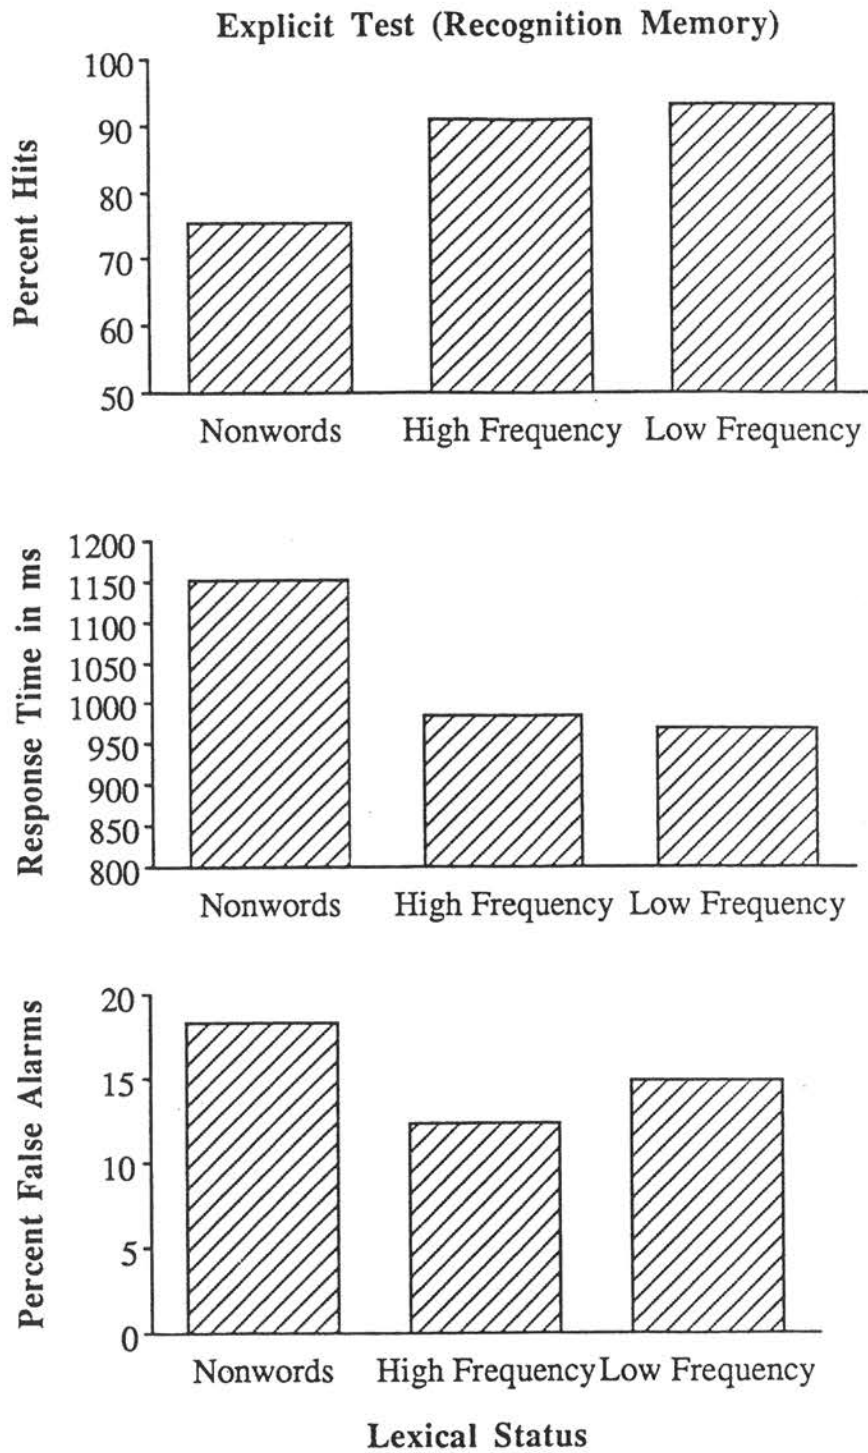 Explicit Test (Recognition Memory)
Percent Hits
100
90
80
70
60
50
Nonwords High Frequency Low Frequency
Response Time in ms
1200
1150
1100
1050
1000
950
900
850
800
Nonwords High Frequency Low Frequency
Percent False Alarms
20
15
10
5
0
Nonwords High Frequency Low Frequency
Lexical Status